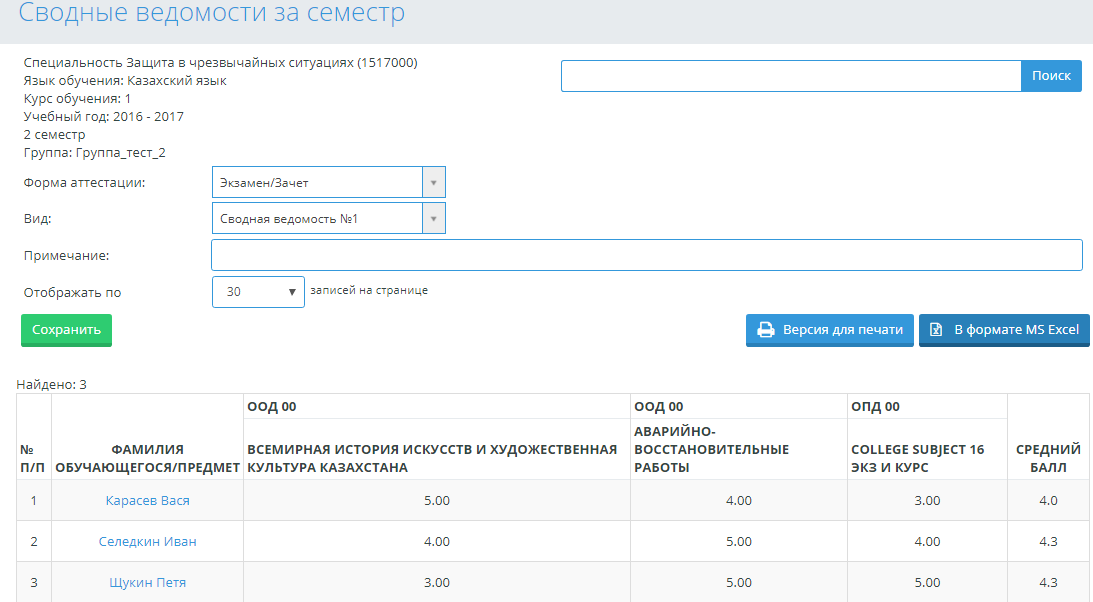 Сводные ведомости за семестр
Специальность Защита в чрезвычайных ситуациях (1517000)
Язык обучения: Казахский язык
Курс обучения: 1
Учебный год: 2016 - 2017
2 семестр
Группа: Группа_тест_2
Поиск
Форма аттестации: Экзамен/Зачет
Вид: Сводная ведомость №1
Примечание:
Отображать по 30 записей на странице
Сохранить
Версия для печати
В формате MS Excel
Найдено: 3
№
П/П
ФАМИЛИЯ
ОБУЧАЮЩЕГОСЯ/ПРЕДМЕТ
ООД 00
ВСЕМИРНАЯ ИСТОРИЯ ИСКУССТВ И ХУДОЖЕСТВЕННАЯ
КУЛЬТУРА КАЗАХСТАНА
ООД 00
АВАРИЙНО-
ВОССТАНОВИТЕЛЬНЫЕ
РАБОТЫ
ОПД 00
COLLEGE SUBJECT 16
ЭКЗ И КУРС
СРЕДНИЙ
БАЛЛ
1 Карасев Вася 5.00 4.00 3.00 4.0
2 Селедкин Иван 4.00 5.00 4.00 4.3
3 Щукин Петя 3.00 5.00 5.00 4.3